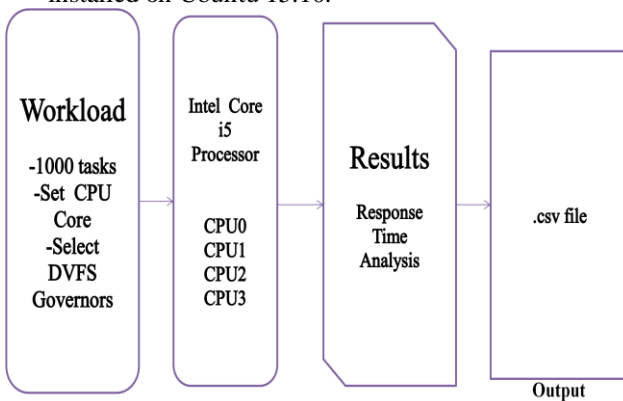 installed on Ubuntu 15.10.
Workload
-1000 tasks
-Set CPU
Core
-Select
DVFS
Governors
Intel Core
i5
Processor
CPU0
CPU1
CPU2
CPU3
Results
Response
Time
Analysis
.csv file
Output